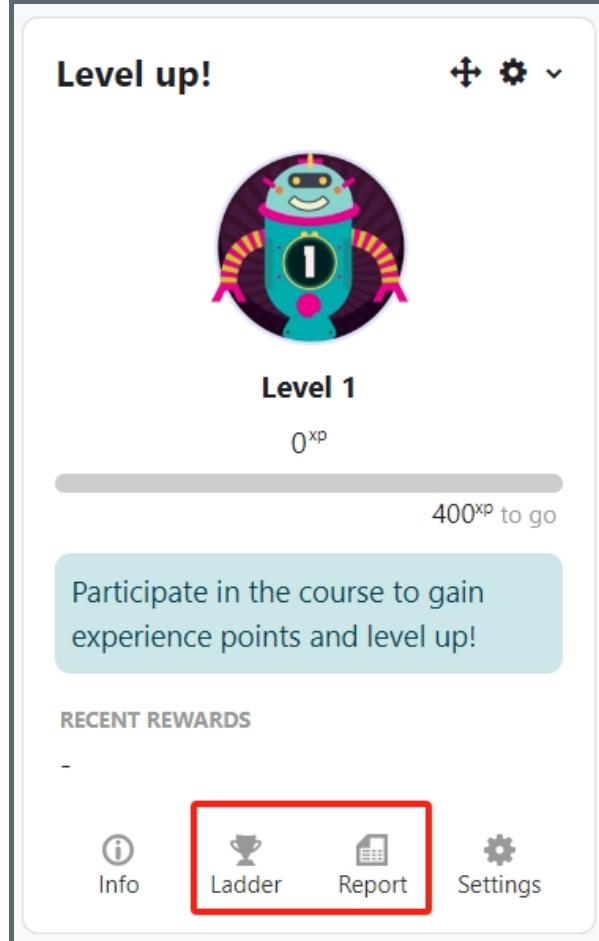 Level up!
1
Level 1
0xp
400xp to go
Participate in the course to gain
experience points and level up!
RECENT REWARDS
-
Info Ladder Report Settings